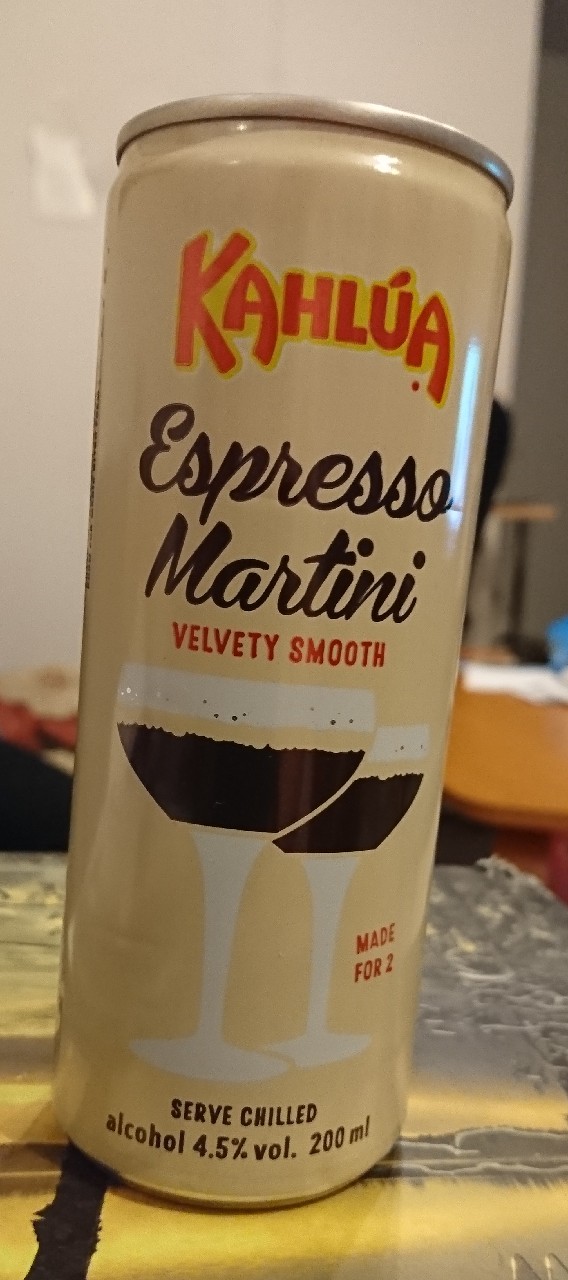 KAHLÚA
Espresso
Martini
VELVETY SMOOTH
MADE
FOR 2
SERVE CHILLED
alcohol 4.5% vol. 200 ml